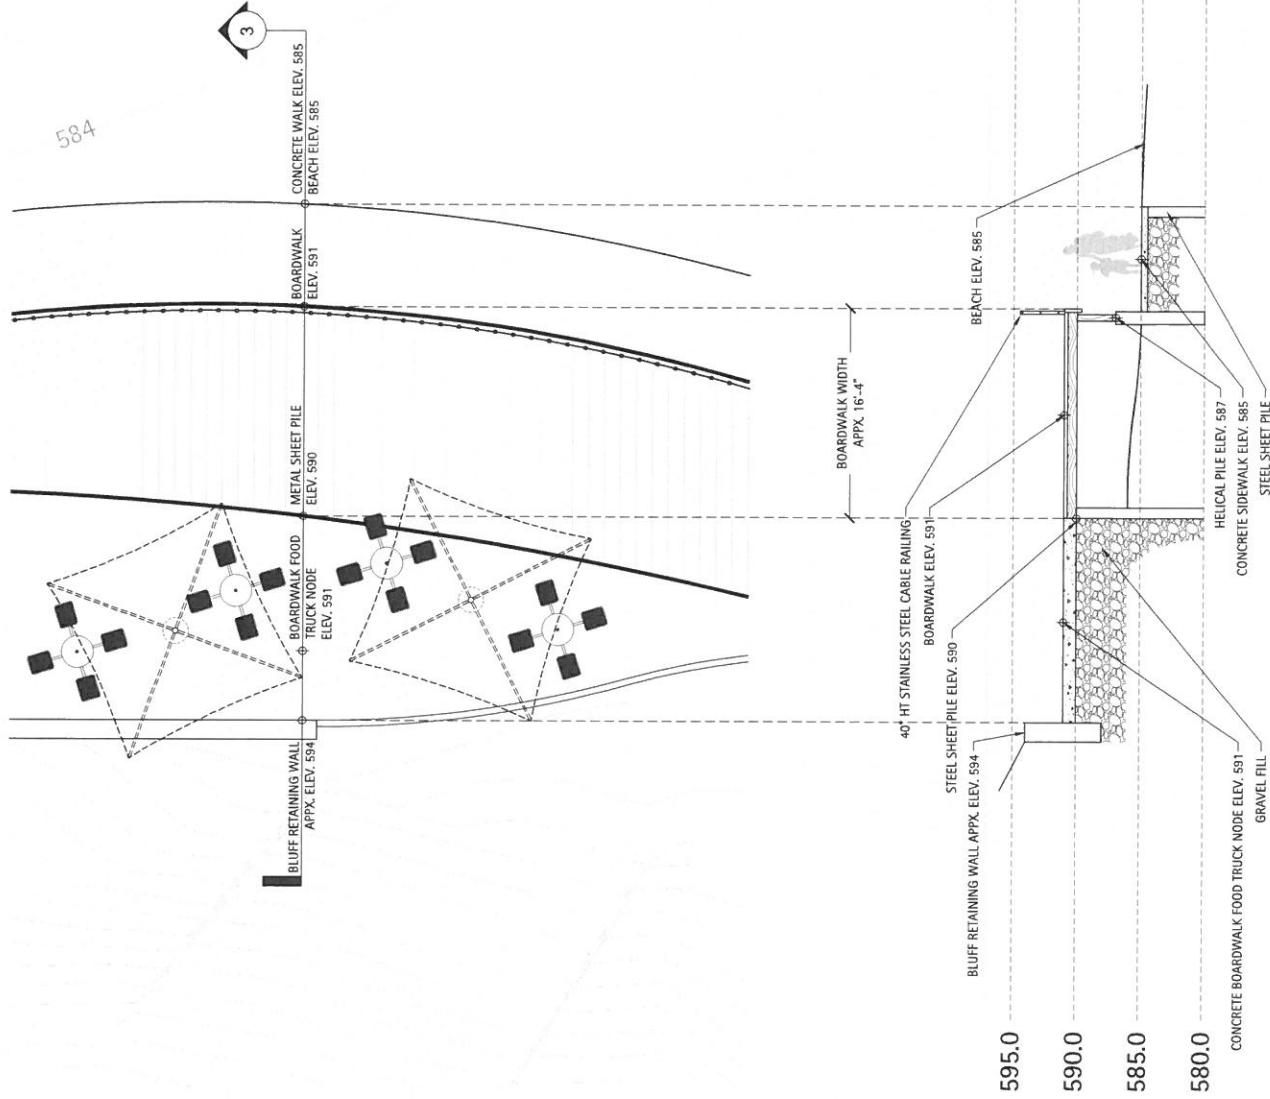 584
3
CONCRETE WALK ELEV. 585
BEACH ELEV. 585
BOARDWALK
ELEV. 591
METAL SHEET PILE
ELEV. 590
BOARDWALK FOOD
TRUCK NODE
ELEV. 591
BLUFF RETAINING WALL
APPX. ELEV. 594
BOARDWALK WIDTH
APPX. 16'-4"
BEACH ELEV. 585
40" HT STAINLESS STEEL CABLE RAILING
BOARDWALK ELEV. 591
STEEL SHEET PILE ELEV. 590
BLUFF RETAINING WALL APPX. ELEV. 594
595.0
590.0
585.0
580.0
HELICAL PILE ELEV. 587
CONCRETE SIDEWALK ELEV. 585
STEEL SHEET PILE
CONCRETE BOARDWALK FOOD TRUCK NODE ELEV. 591
GRAVEL FILL